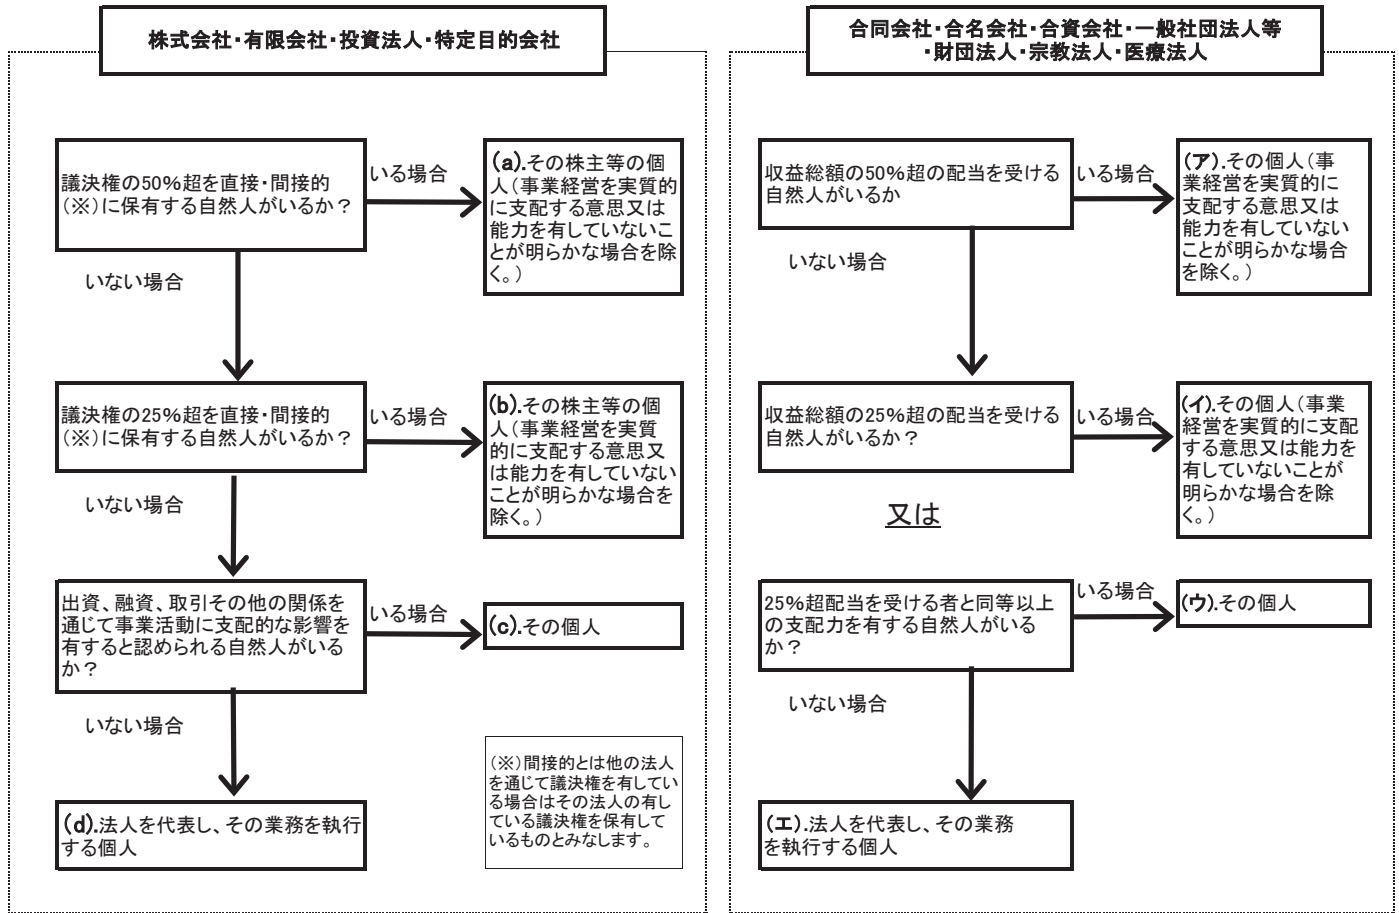 株式会社・有限会社・投資法人・特定目的会社
議決権の50%超を直接・間接的
（※）に保有する自然人がいるか？
いる場合
(a).その株主等の個
人（事業経営を実質的
に支配する意思又は
能力を有していないこ
とが明らかな場合を除
く。）
いない場合
議決権の25%超を直接・間接的
（※）に保有する自然人がいるか？
いる場合
(b).その株主等の個
人（事業経営を実質
的に支配する意思又
は能力を有していない
ことが明らかな場合を
除く。）
いない場合
出資、融資、取引その他の関係を
通じて事業活動に支配的な影響を
有すると認められる自然人がいる
か？
いる場合
(c).その個人
いない場合
（※）間接的とは他の法人
を通じて議決権を有してい
る場合はその法人の有し
ている議決権を保有して
いるものとみなします。
(d).法人を代表し、その業務を執行
する個人
合同会社・合名会社・合資会社・一般社団法人等
・財団法人・宗教法人・医療法人
収益総額の50%超の配当を受ける
自然人がいるか
いる場合
(ア).その個人（事
業経営を実質的に
支配する意思又は
能力を有していない
ことが明らかな場合
を除く。）
いない場合
収益総額の25%超の配当を受ける
自然人がいるか？
いる場合
(イ).その個人（事業
経営を実質的に支配
する意思又は能力を
有していないことが
明らかな場合を除
く。）
又は
25%超配当を受ける者と同等以上
の支配力を有する自然人がいる
か？
いる場合
(ウ).その個人
いない場合
(エ).法人を代表し、その業務
を執行する個人